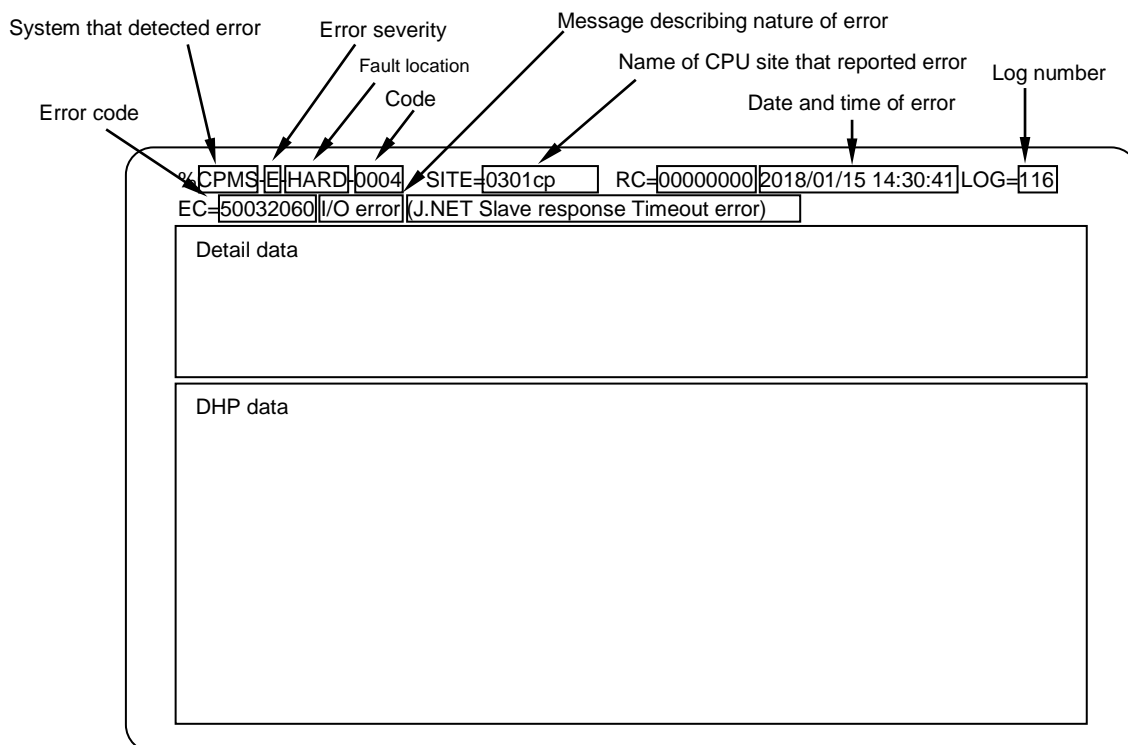 System that detected error
Error severity
Message describing nature of error
Fault location
Name of CPU site that reported error
Log number
Code
Date and time of error
Error code
%CPMS-E-HARD-0004 SITE=0301cp RC=00000000 2018/01/15 14:30:41 LOG=116
EC=50032060 I/O error (J.NET Slave response Timeout error)
Detail data
DHP data